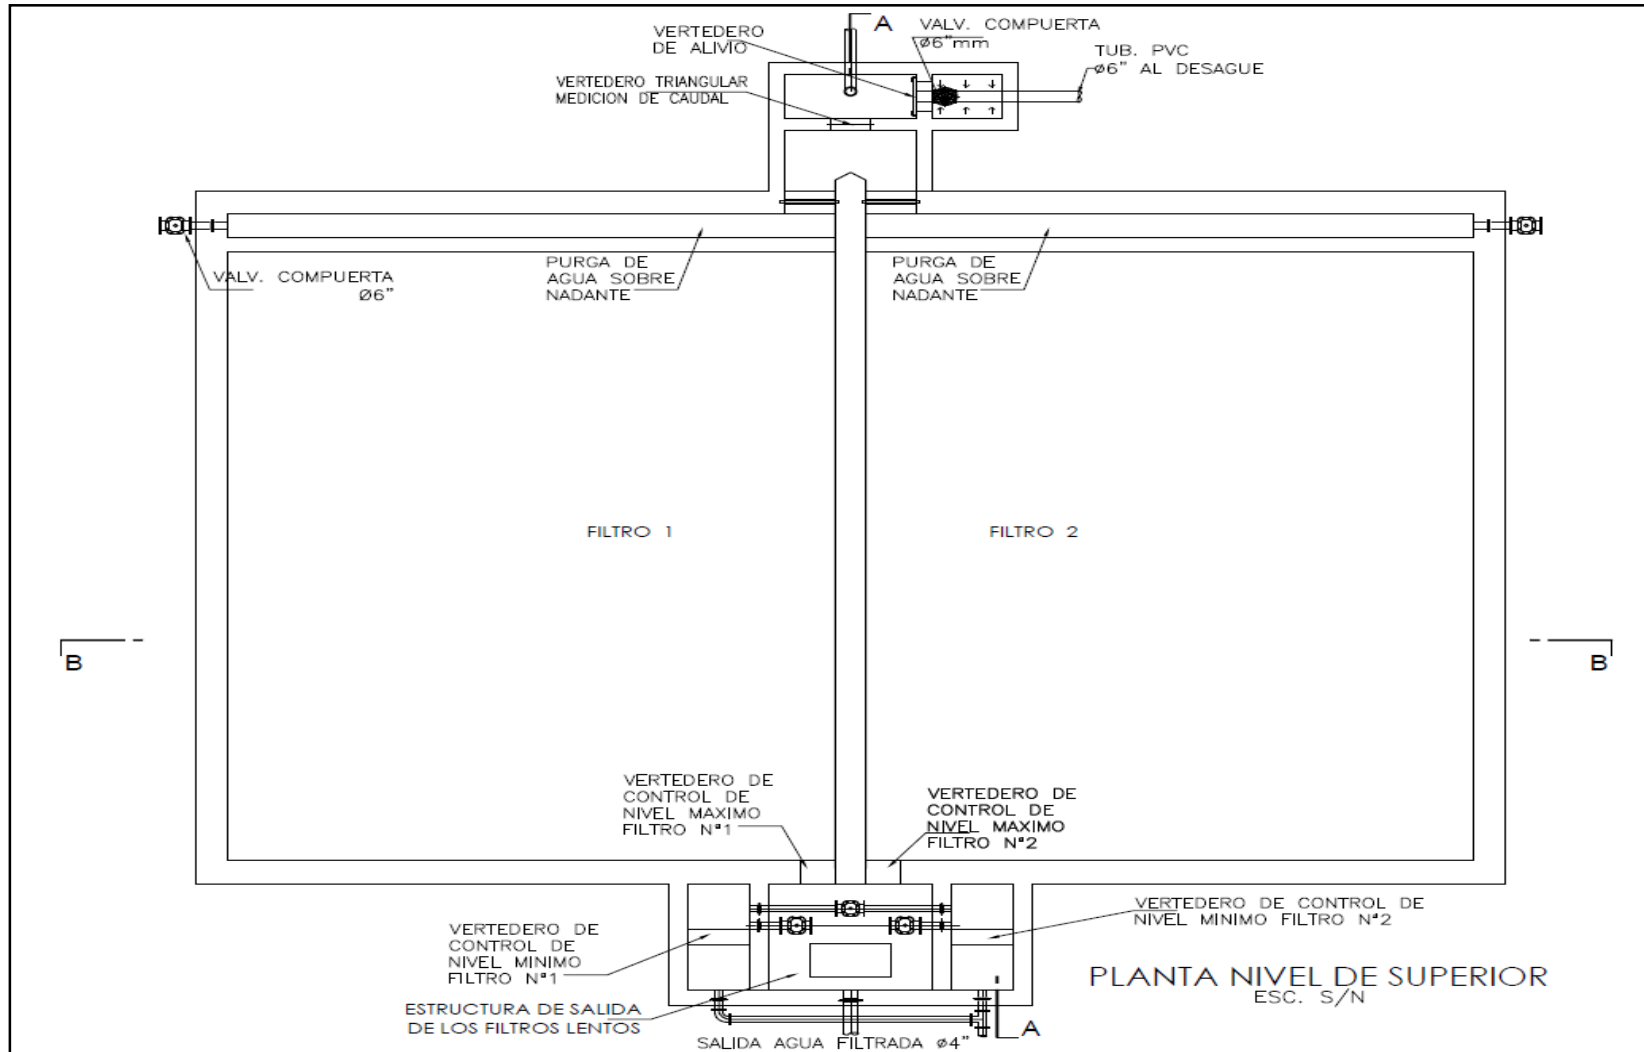 A
VERTEDERO
DE ALIVIO
VALV. COMPUERTA
ø6"mm
TUB. PVC
ø6" AL DESAGUE
VERTEDERO TRIANGULAR
MEDICION DE CAUDAL
VALV. COMPUERTA
Ø6"
PURGA DE
AGUA SOBRE
NADANTE
PURGA DE
AGUA SOBRE
NADANTE
FILTRO 1
FILTRO 2
B
B
VERTEDERO DE
CONTROL DE
NIVEL MAXIMO
FILTRO Nª1
VERTEDERO DE
CONTROL DE
NIVEL MAXIMO
FILTRO Nª2
VERTEDERO DE
CONTROL DE
NIVEL MINIMO
FILTRO Nª1
VERTEDERO DE CONTROL DE
NIVEL MINIMO FILTRO Nª2
ESTRUCTURA DE SALIDA
DE LOS FILTROS LENTOS
PLANTA NIVEL DE SUPERIOR
ESC. S/N
SALIDA AGUA FILTRADA ø4"
A